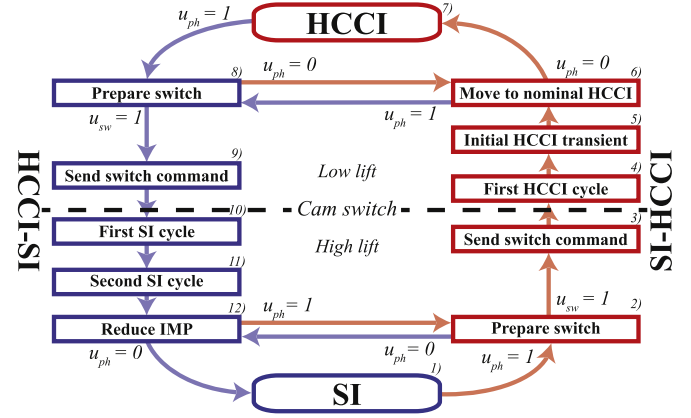 u_ph = 1
HCCI
7)
8)
u_ph = 0
u_ph = 0
6)
Prepare switch
Move to nominal HCCI
u_sw = 1
u_ph = 1
5)
Initial HCCI transient
9)
4)
Send switch command
Low lift
First HCCI cycle
HCCI-SI
SI-HCCI
10)
Cam switch
3)
First SI cycle
High lift
Send switch command
11)
Second SI cycle
12)
u_ph = 1
u_sw = 1
2)
Reduce IMP
Prepare switch
u_ph = 0
u_ph = 0
u_ph = 1
1)
SI